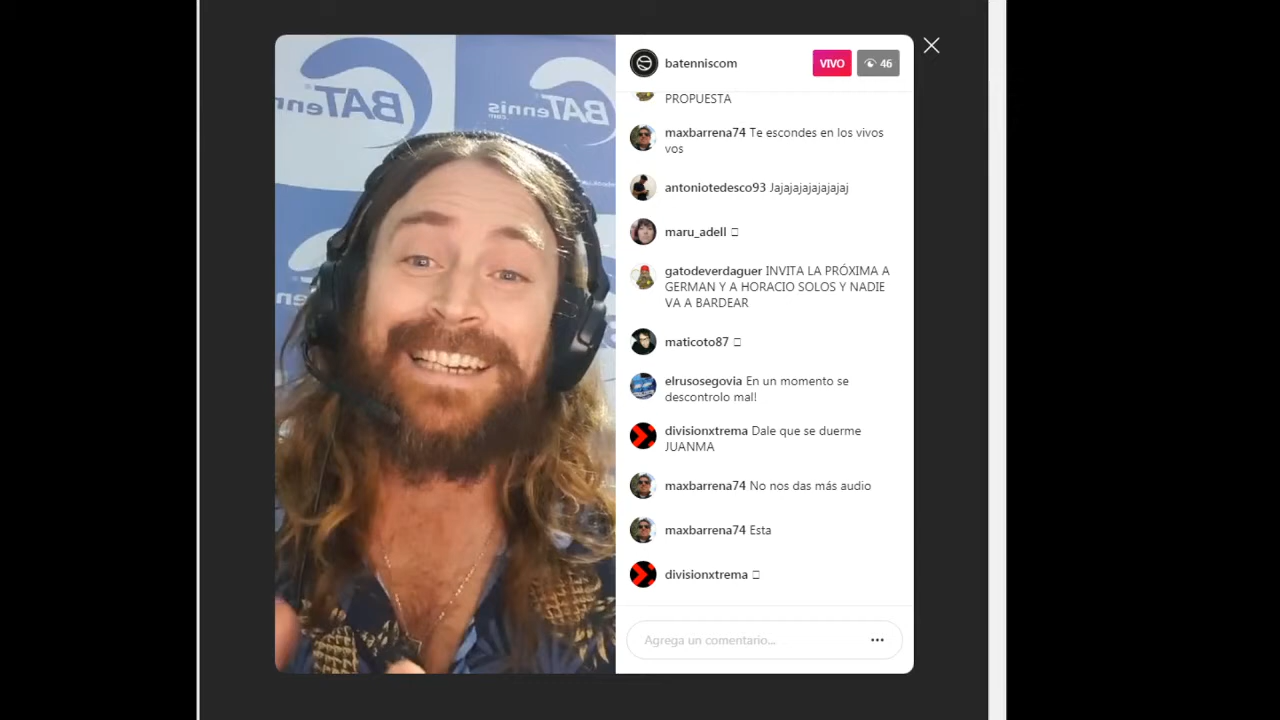 BATennis
BATennis
.com
batenniscom
VIVO
46
PROPUESTA
maxbarrena74 Te escondes en los vivos
vos
antoniotedesco93 Jajajajajajajaj
maru_adell
gatodeverdaguer INVITA LA PRÓXIMA A
GERMAN Y A HORACIO SOLOS Y NADIE
VA A BARDEAR
maticoto87
elrusosegovia En un momento se
descontrolo mal!
divisionxtrema Dale que se duerme
JUANMA
maxbarrena74 No nos das más audio
maxbarrena74 Esta
divisionxtrema
Agrega un comentario...